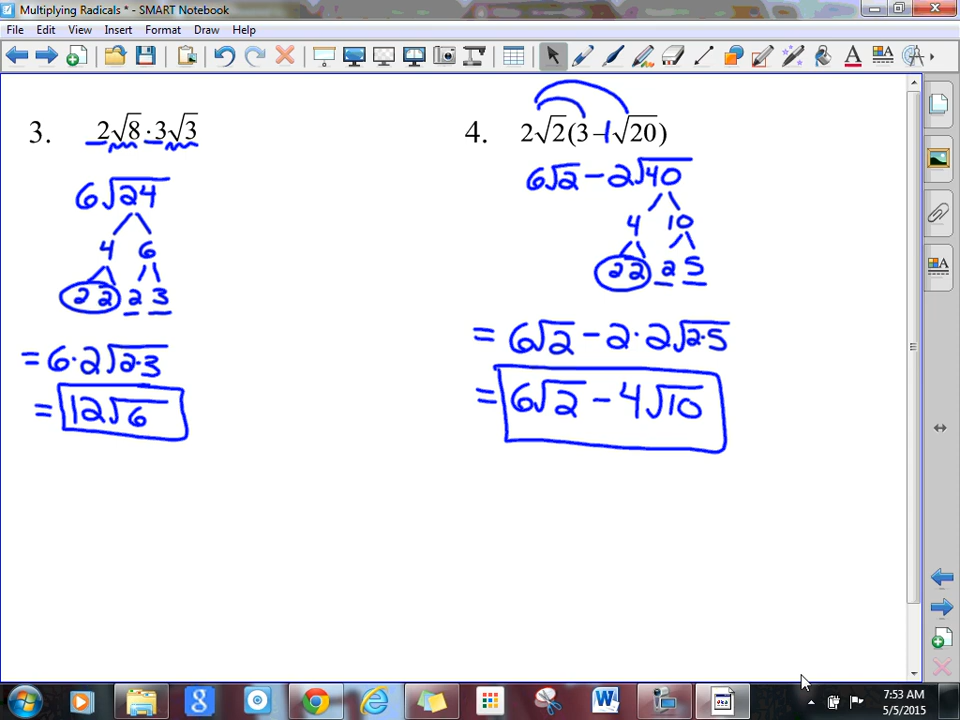 Multiplying Radicals * - SMART Notebook
File Edit View Insert Format Draw Help
3. 2√8·3√3
6√24
4 6
2 2 2 3
= 6·2√2·3
= 12√6
4. 2√2(3-1√20)
6√2 - 2√40
4 10
2 2 2 5
= 6√2 - 2·2√2·5
= 6√2 - 4√10
7:53 AM
5/5/2015